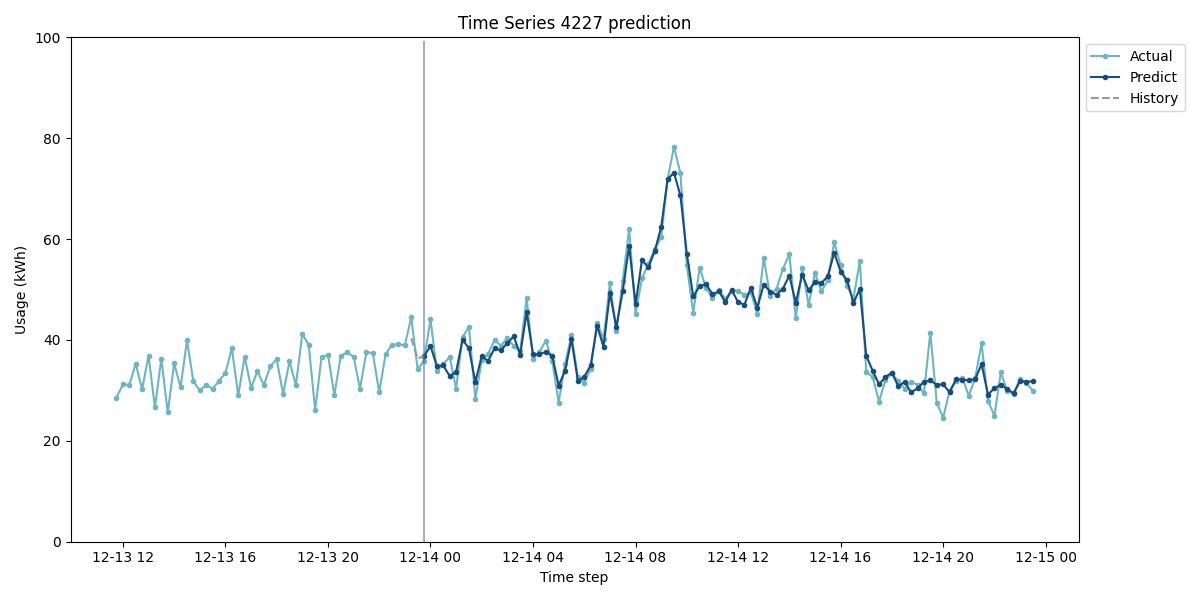 Time Series 4227 prediction
100
80
60
40
20
0
Usage (kWh)
12-13 12
12-13 16
12-13 20
12-14 00
12-14 04
12-14 08
12-14 12
12-14 16
12-14 20
12-15 00
Time step
Actual
Predict
History